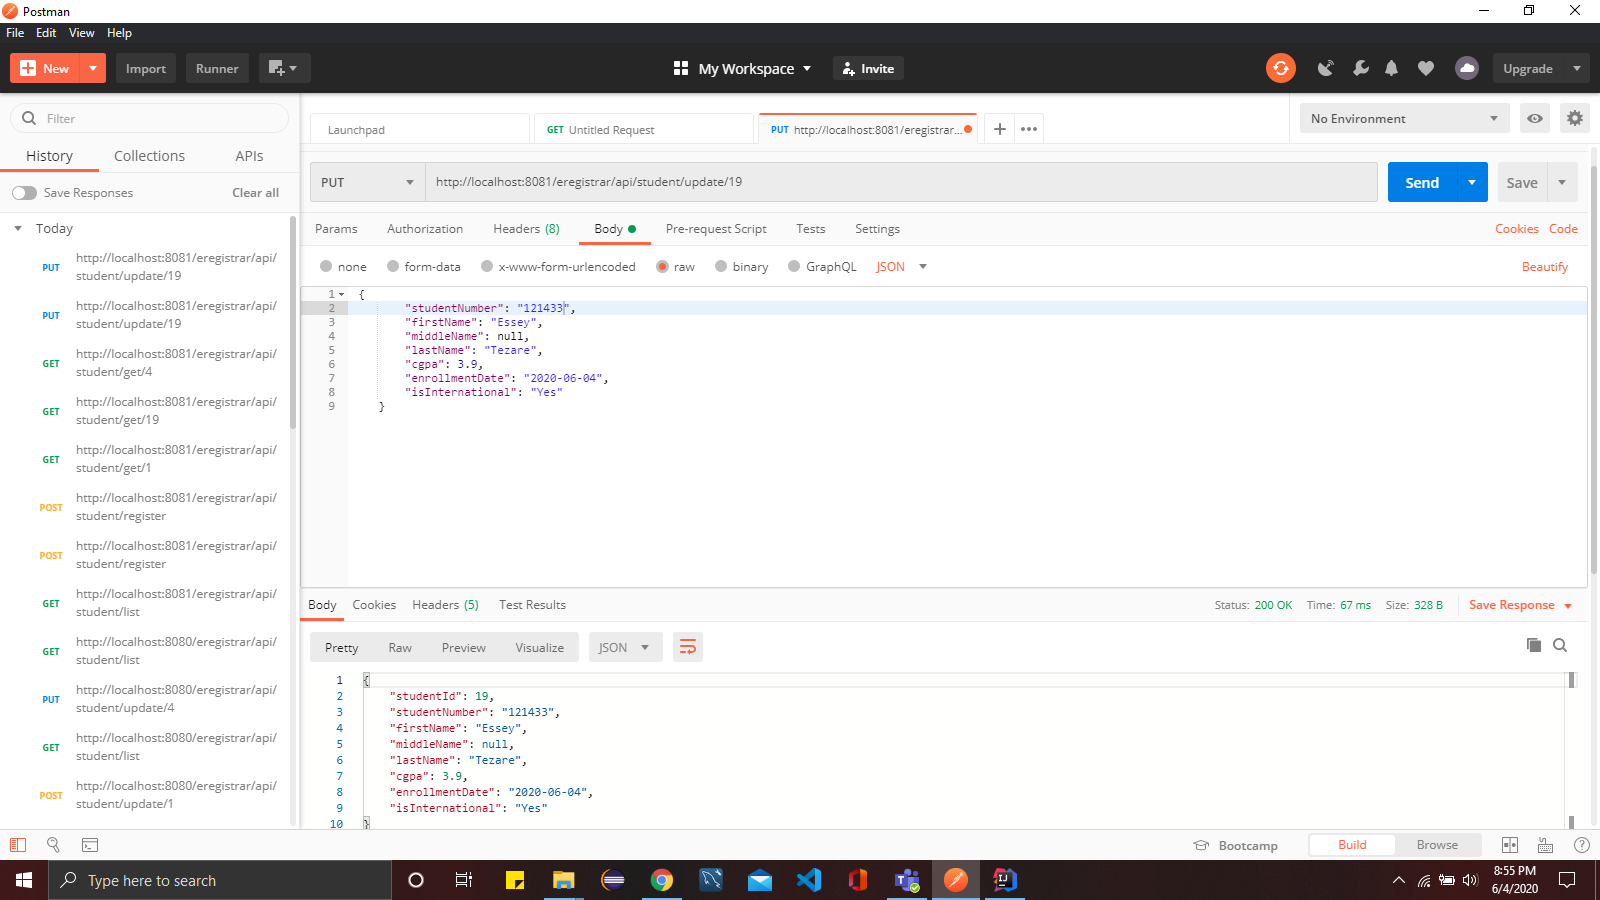 Postman
File Edit View Help
New Import Runner My Workspace Invite Upgrade
Filter
History Collections APIs
Save Responses Clear all
Today
PUT http://localhost:8081/eregistrar/api/
student/update/19
PUT http://localhost:8081/eregistrar/api/
student/update/19
GET http://localhost:8081/eregistrar/api/
student/get/4
GET http://localhost:8081/eregistrar/api/
student/get/19
GET http://localhost:8081/eregistrar/api/
student/get/1
POST http://localhost:8081/eregistrar/api/
student/register
POST http://localhost:8081/eregistrar/api/
student/register
GET http://localhost:8081/eregistrar/api/
student/list
GET http://localhost:8080/eregistrar/api/
student/list
PUT http://localhost:8080/eregistrar/api/
student/update/4
GET http://localhost:8080/eregistrar/api/
student/list
POST http://localhost:8080/eregistrar/api/
student/update/1
Launchpad GET Untitled Request PUT http://localhost:8081/eregistrar... No Environment
PUT http://localhost:8081/eregistrar/api/student/update/19 Send Save
Params Authorization Headers (8) Body Pre-request Script Tests Settings Cookies Code
none form-data x-www-form-urlencoded raw binary GraphQL JSON Beautify
1 {
2 "studentNumber": "121433",
3 "firstName": "Essey",
4 "middleName": null,
5 "lastName": "Tezare",
6 "cgpa": 3.9,
7 "enrollmentDate": "2020-06-04",
8 "isInternational": "Yes"
9 }
Body Cookies Headers (5) Test Results Status: 200 OK Time: 67 ms Size: 328 B Save Response
Pretty Raw Preview Visualize JSON
1 {
2 "studentId": 19,
3 "studentNumber": "121433",
4 "firstName": "Essey",
5 "middleName": null,
6 "lastName": "Tezare",
7 "cgpa": 3.9,
8 "enrollmentDate": "2020-06-04",
9 "isInternational": "Yes"
10 }
Bootcamp Build Browse
Type here to search
8:55 PM
6/4/2020